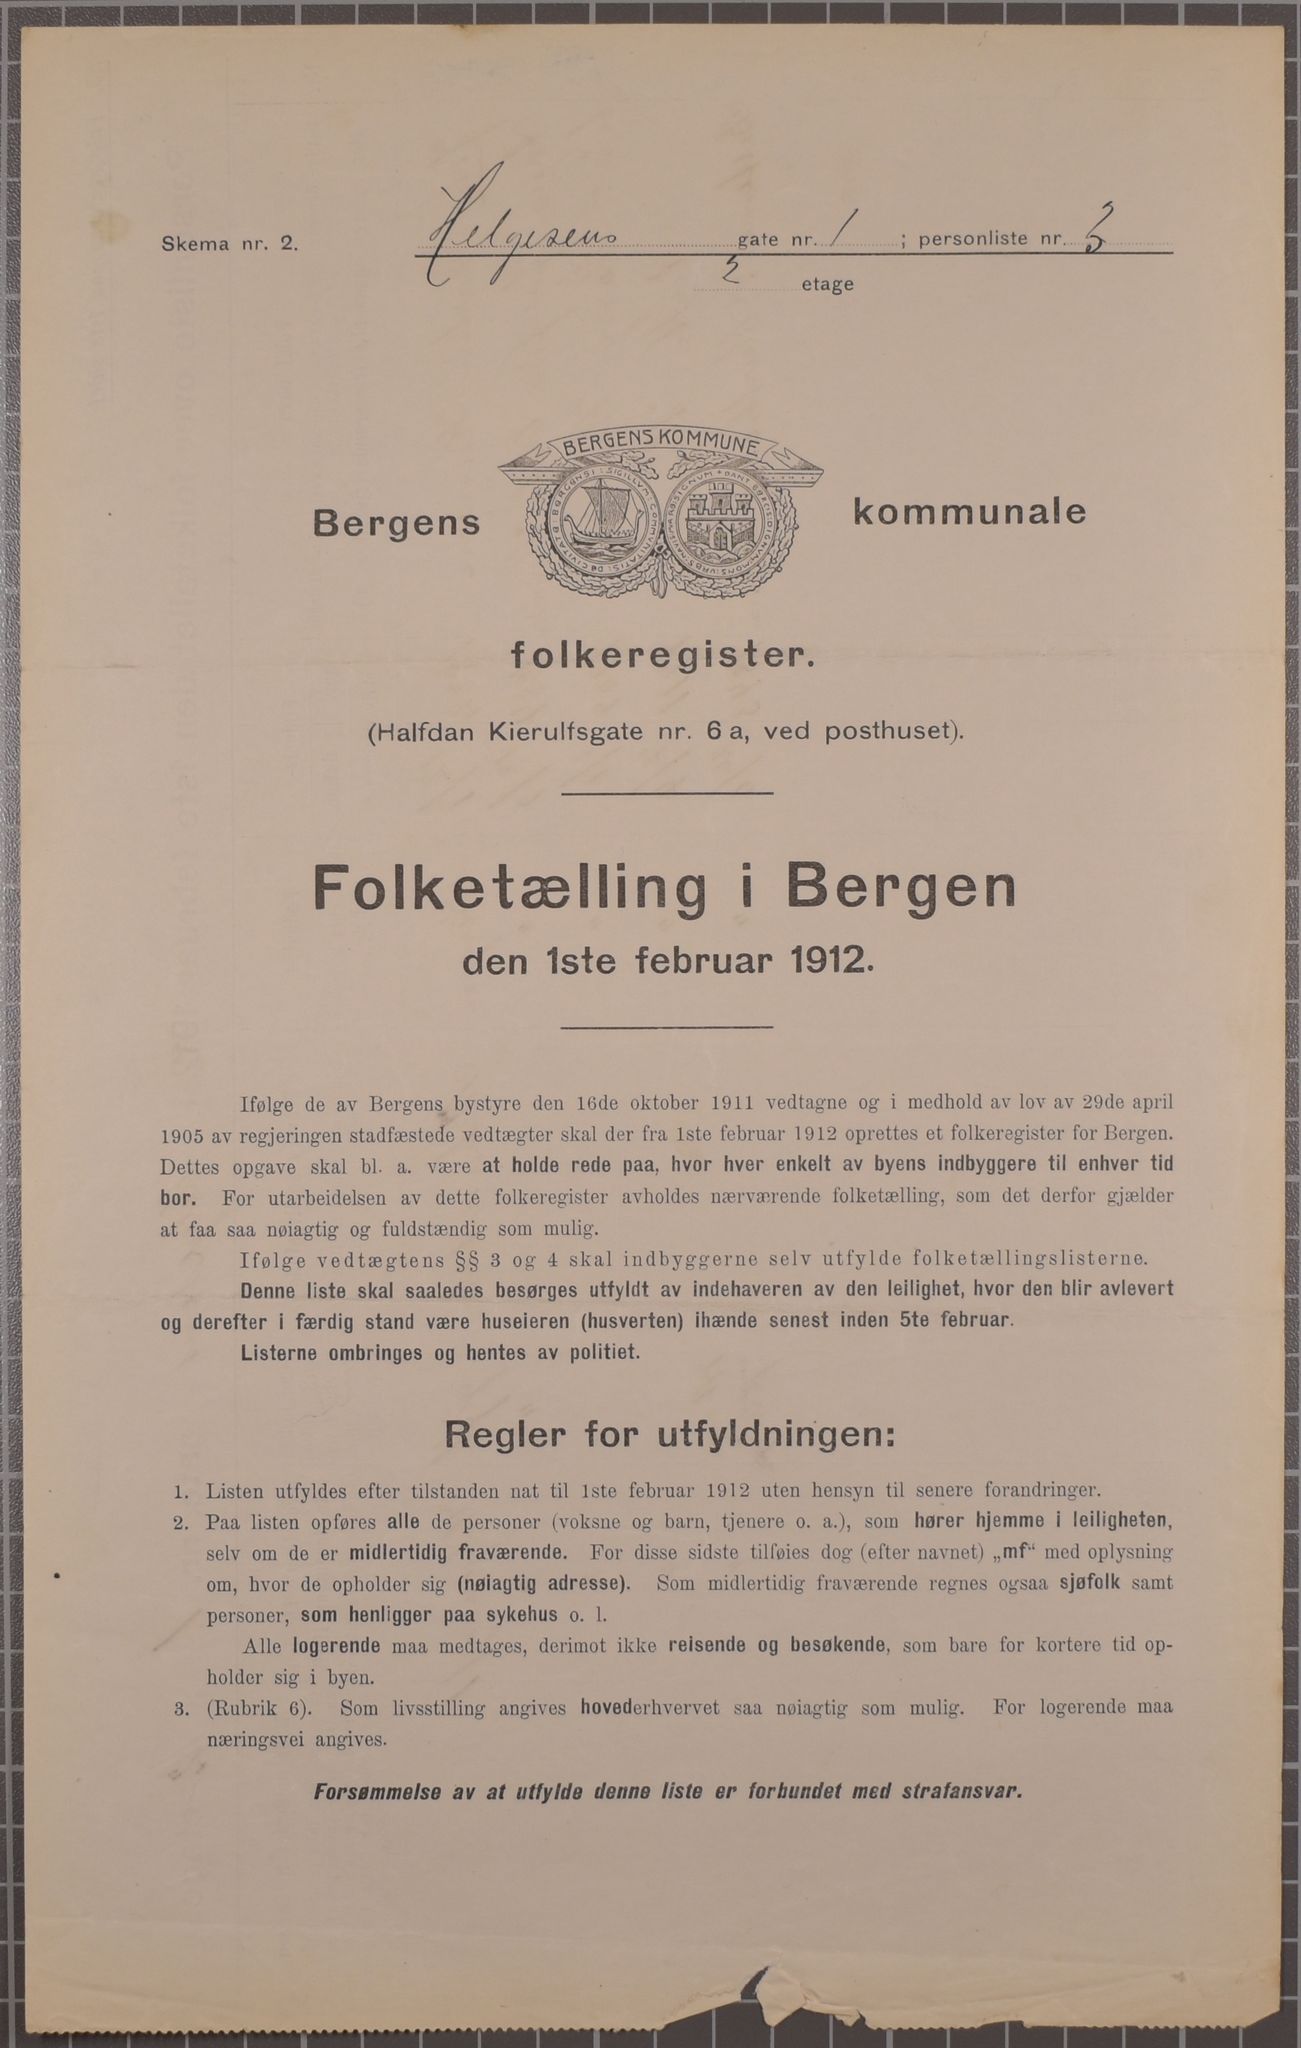 Skema nr. 2. Helgesens gate nr. 1 ; personliste nr. 3
2 etage
BERGENS KOMMUNE
Bergens kommunale
folkeregister.
(Halfdan Kierulfsgate nr. 6 a, ved posthuset).
Folketælling i Bergen
den 1ste februar 1912.
Ifølge de av Bergens bystyre den 16de oktober 1911 vedtagne og i medhold av lov av 29de april
1905 av regjeringen stadfæstede vedtægter skal der fra 1ste februar 1912 oprettes et folkeregister for Bergen.
Dettes opgave skal bl. a. være at holde rede paa, hvor hver enkelt av byens indbyggere til enhver tid
bor. For utarbeidelsen av dette folkeregister avholdes nærværende folketælling, som det derfor gjælder
at faa saa nøiagtig og fuldstændig som mulig.
Ifølge vedtægtens §§ 3 og 4 skal indbyggerne selv utfylde folketællingslisterne.
Denne liste skal saaledes besørges utfyldt av indehaveren av den leilighet, hvor den blir avlevert
og derefter i færdig stand være huseieren (husverten) ihænde senest inden 5te februar.
Listerne ombringes og hentes av politiet.
Regler for utfyldningen:
1. Listen utfyldes efter tilstanden nat til 1ste februar 1912 uten hensyn til senere forandringer.
2. Paa listen opføres alle de personer (voksne og barn, tjenere o. a.), som hører hjemme i leiligheten,
selv om de er midlertidig fraværende. For disse sidste tilføies dog (efter navnet) „mf“ med oplysning
om, hvor de opholder sig (nøiagtig adresse). Som midlertidig fraværende regnes ogsaa sjøfolk samt
personer, som henligger paa sykehus o. l.
Alle logerende maa medtages, derimot ikke reisende og besøkende, som bare for kortere tid op-
holder sig i byen.
3. (Rubrik 6). Som livsstilling angives hovederhvervet saa nøiagtig som mulig. For logerende maa
næringsvei angives.
Forsømmelse av at utfylde denne liste er forbundet med strafansvar.